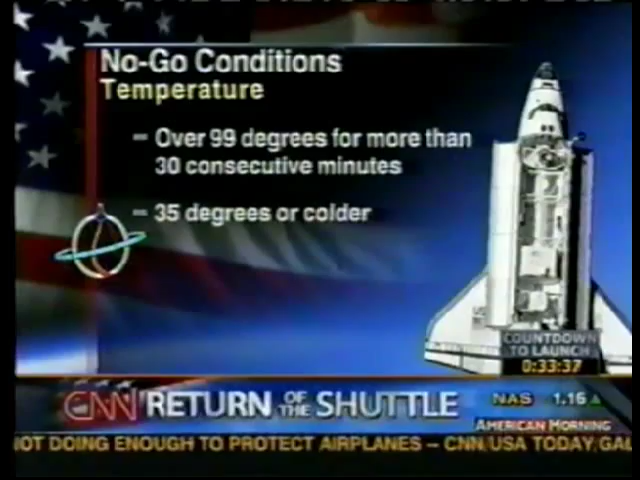 No-Go Conditions
Temperature
– Over 99 degrees for more than
30 consecutive minutes
– 35 degrees or colder
COUNTDOWN
TO LAUNCH
0:33:37
CNN RETURN OF THE SHUTTLE
NAS 1.16 ▲
AMERICAN MORNING
OT DOING ENOUGH TO PROTECT AIRPLANES – CNN/USA TODAY/GAL